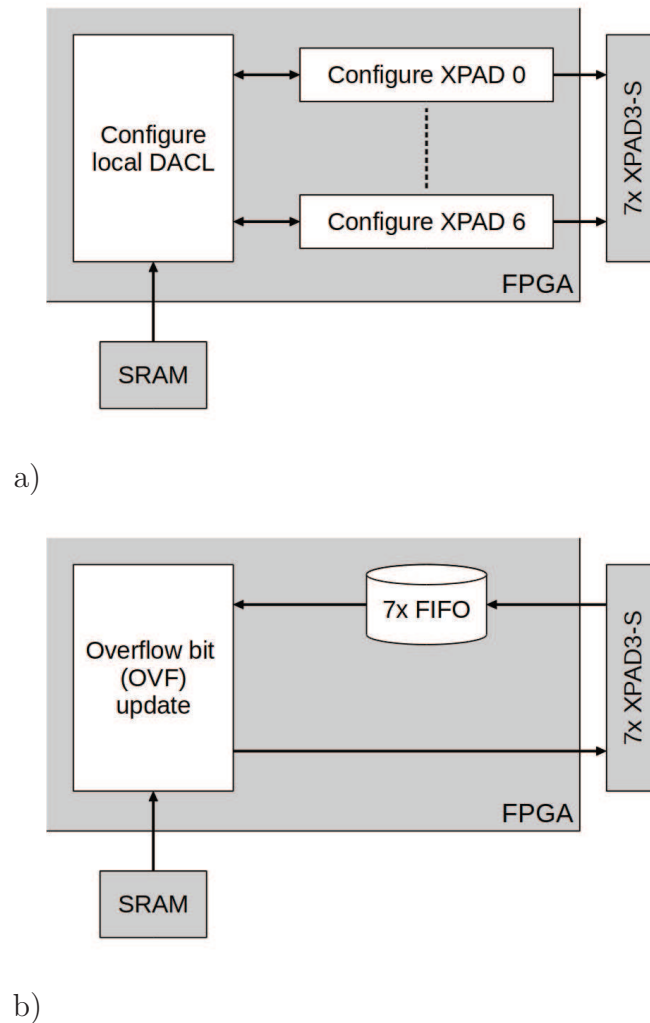 Configure XPAD 0
Configure
local DACL
7x XPAD3-S
Configure XPAD 6
FPGA
SRAM
a)
7x FIFO
Overflow bit
(OVF)
update
7x XPAD3-S
FPGA
SRAM
b)